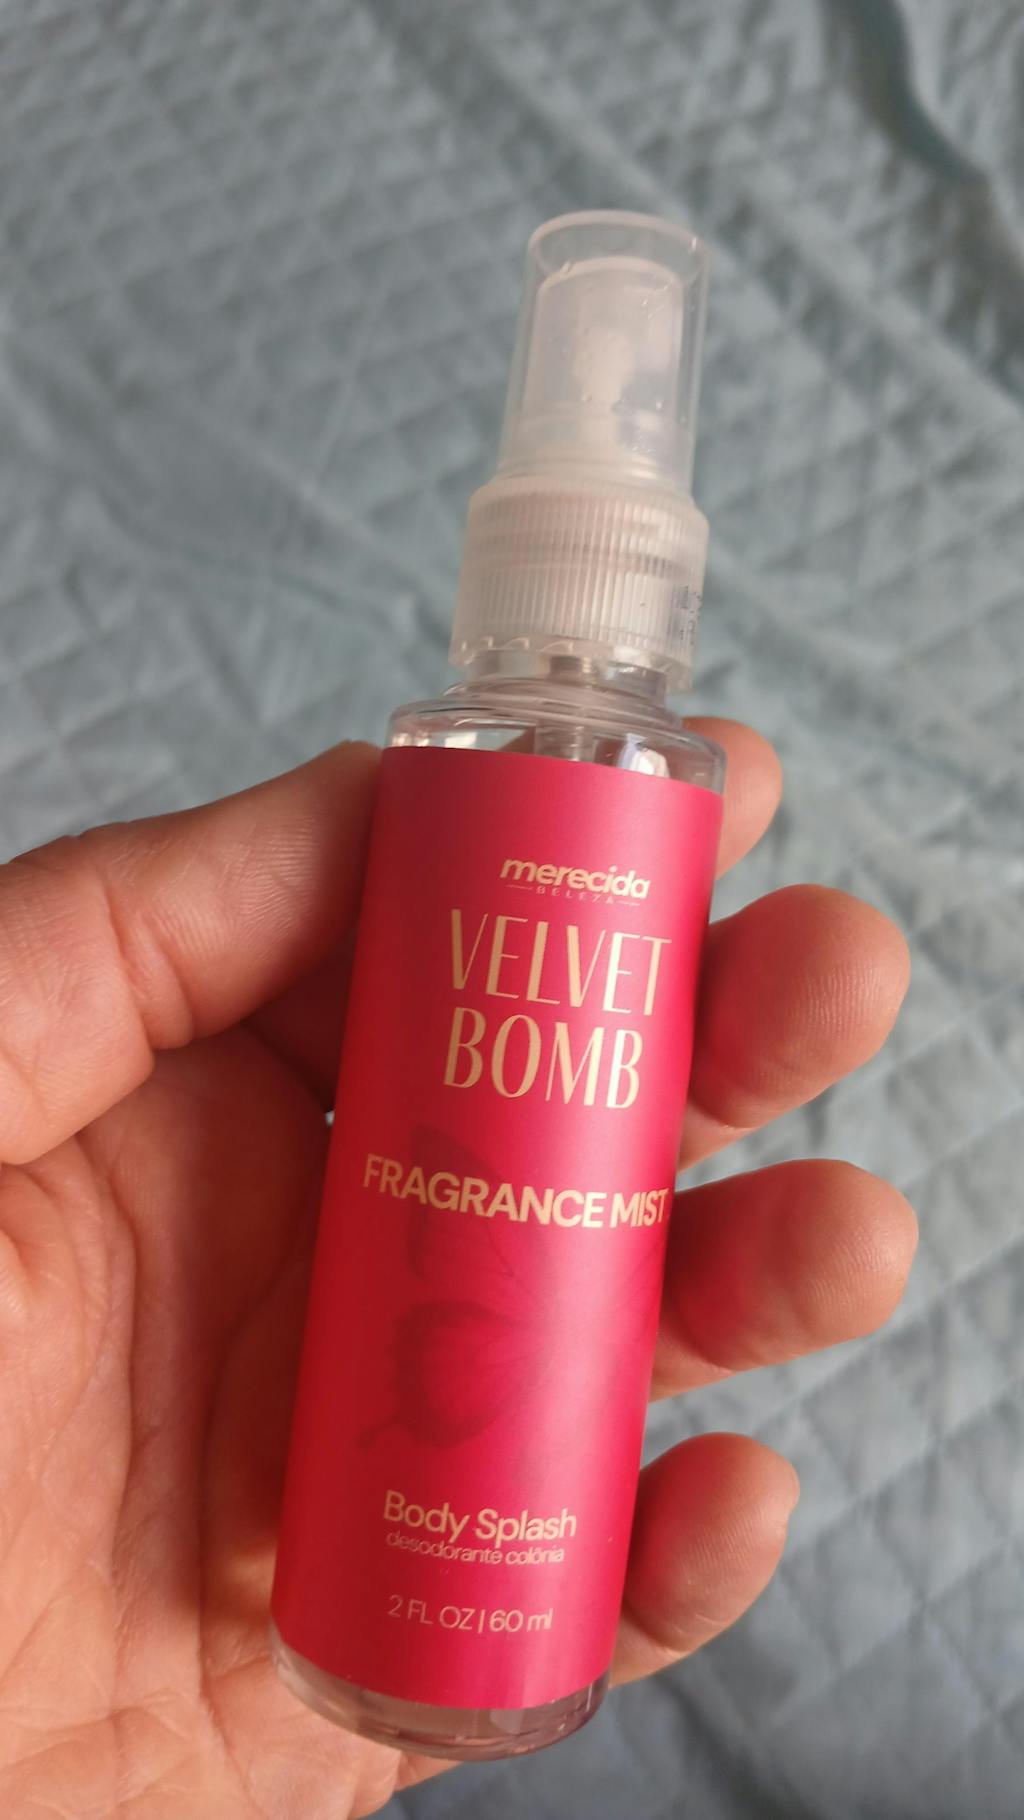 merecida
BELEZA
VELVET
BOMB
FRAGRANCE MIST
Body Splash
desodorante colônia
2 FL OZ | 60 ml